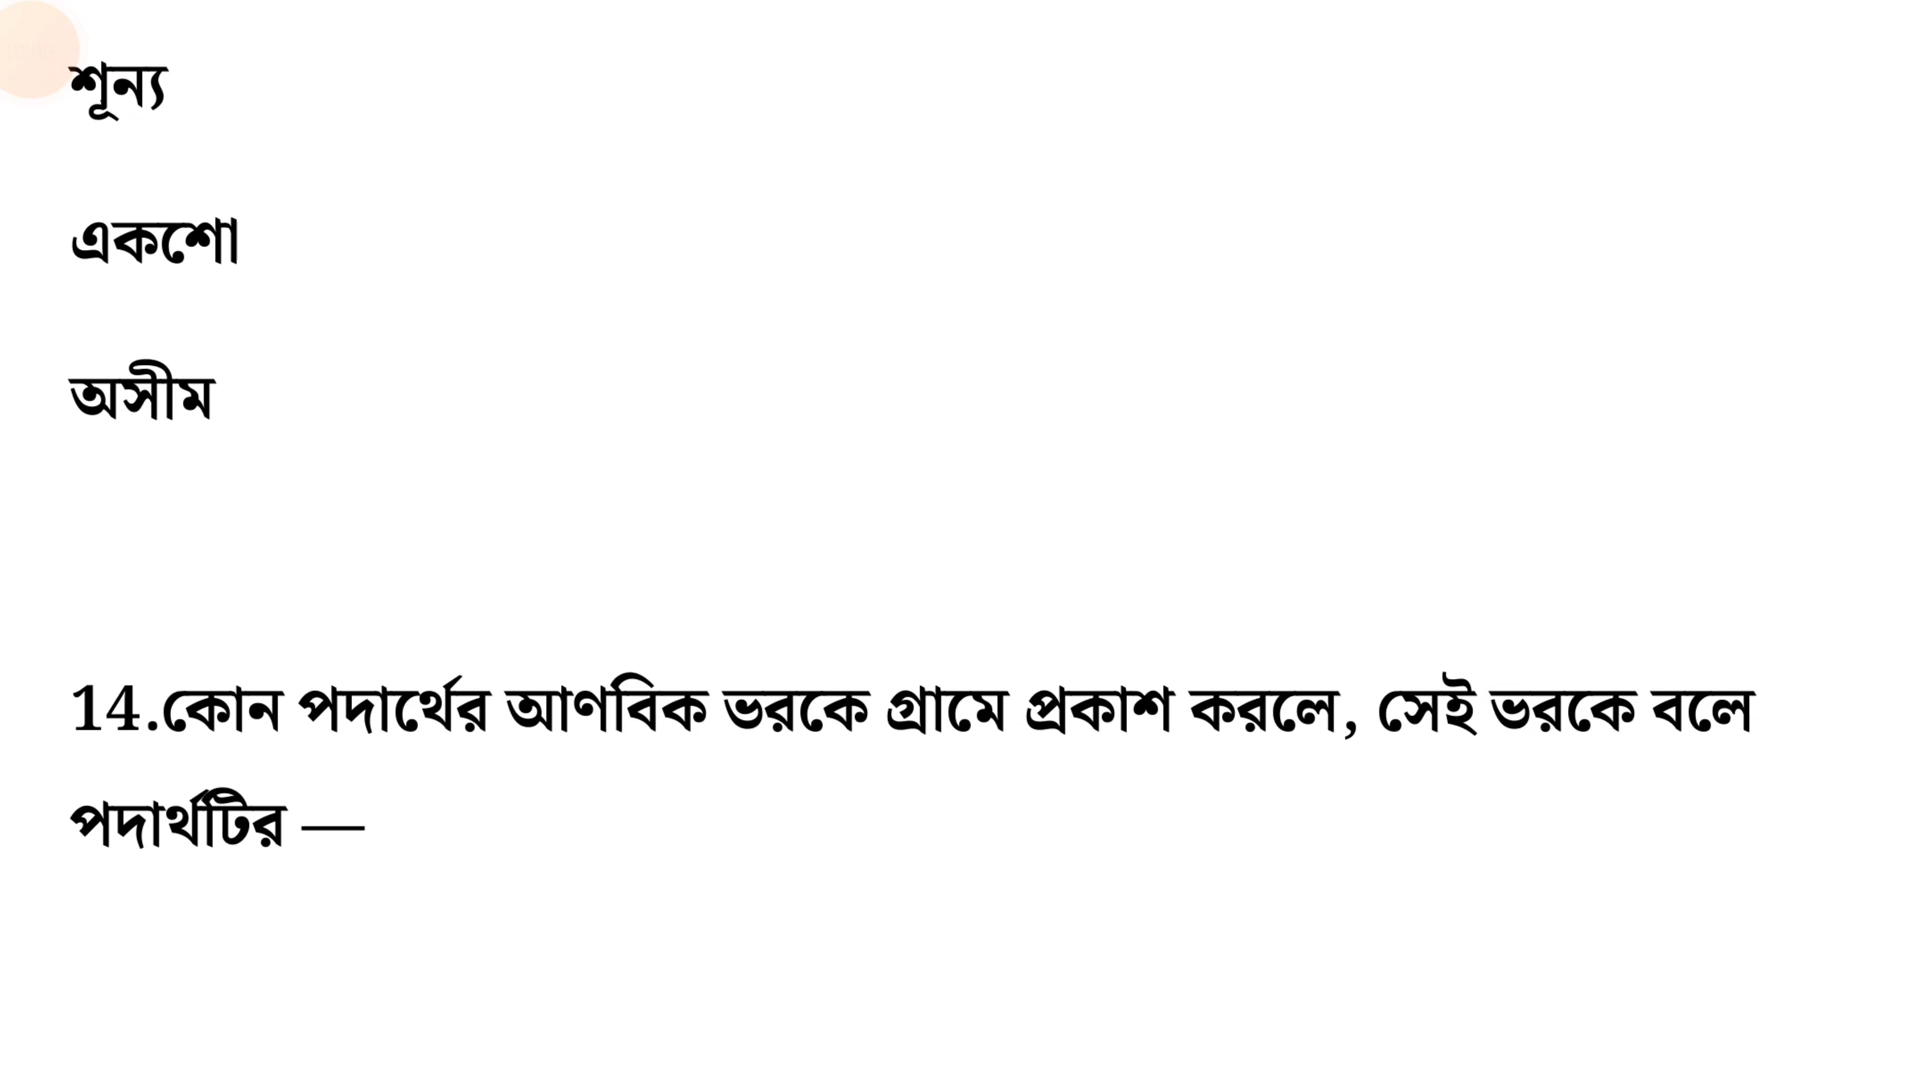 শূন্য
একশো
অসীম
14.কোন পদার্থের আণবিক ভরকে গ্রামে প্রকাশ করলে, সেই ভরকে বলে
পদার্থটির —